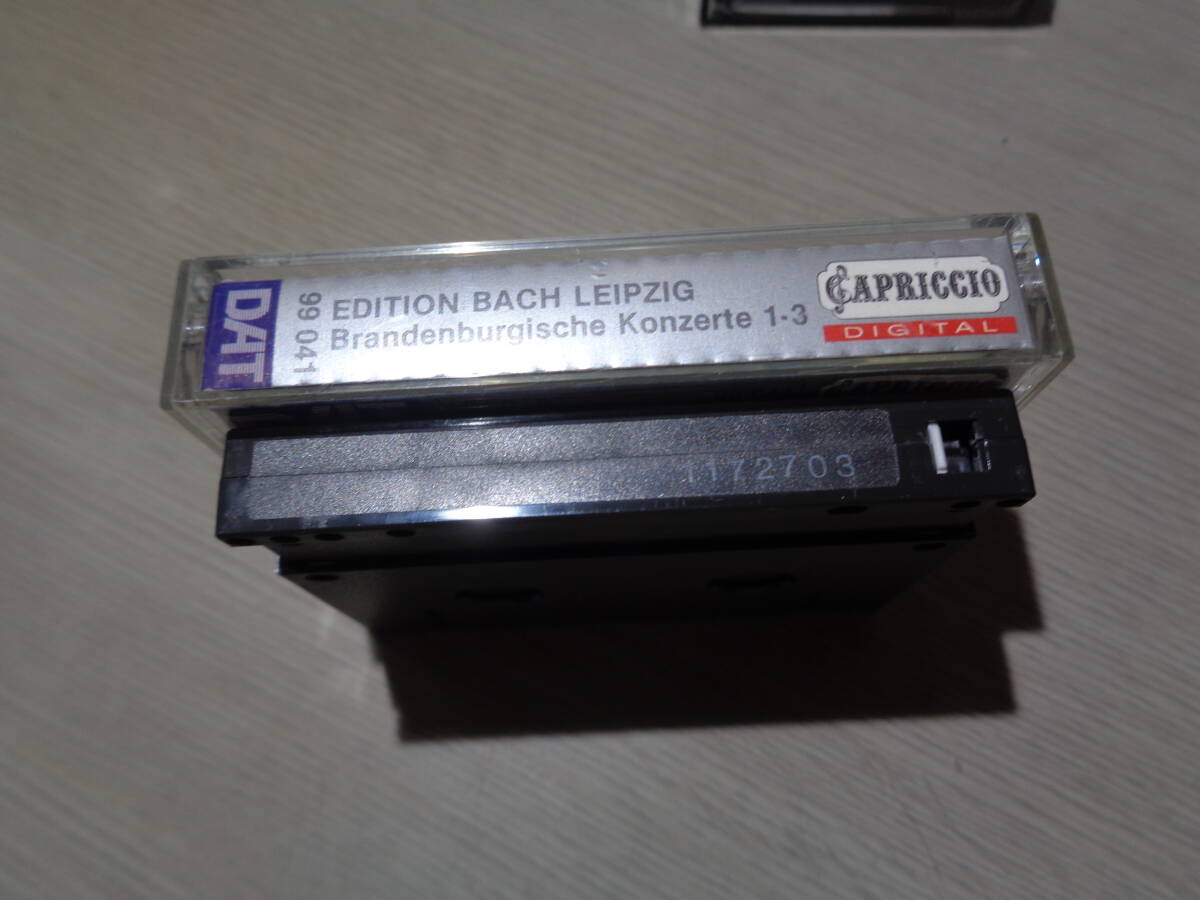 DAT
99 041
EDITION BACH LEIPZIG
Brandenburgische Konzerte 1-3
CAPRICCIO
DIGITAL
1172703